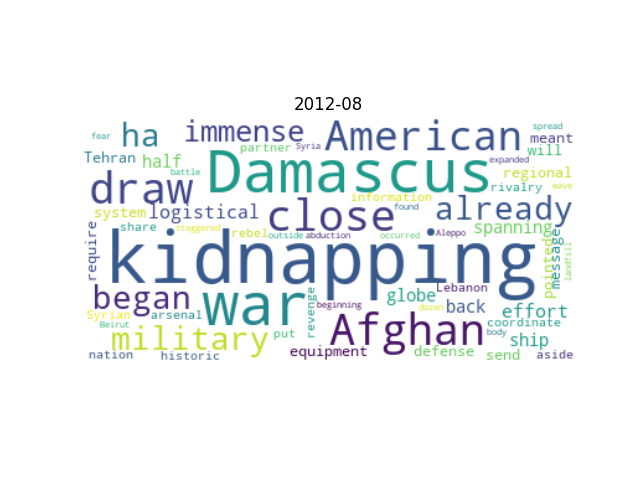 2012-08
fear ha immense American spread
partner Syria meant
Tehran half Damascus expanded will
battle regional
draw information rivalry wave
system logistical close found already
share staggered rebel outside abduction occurred Aleppo spanning
require kidnapping pointed message landfill
began war revenge beginning globe Lebanon back effort
Syrian arsenal dozen
Beirut military put Afghan coordinate
body ship
nation historic equipment defense send aside